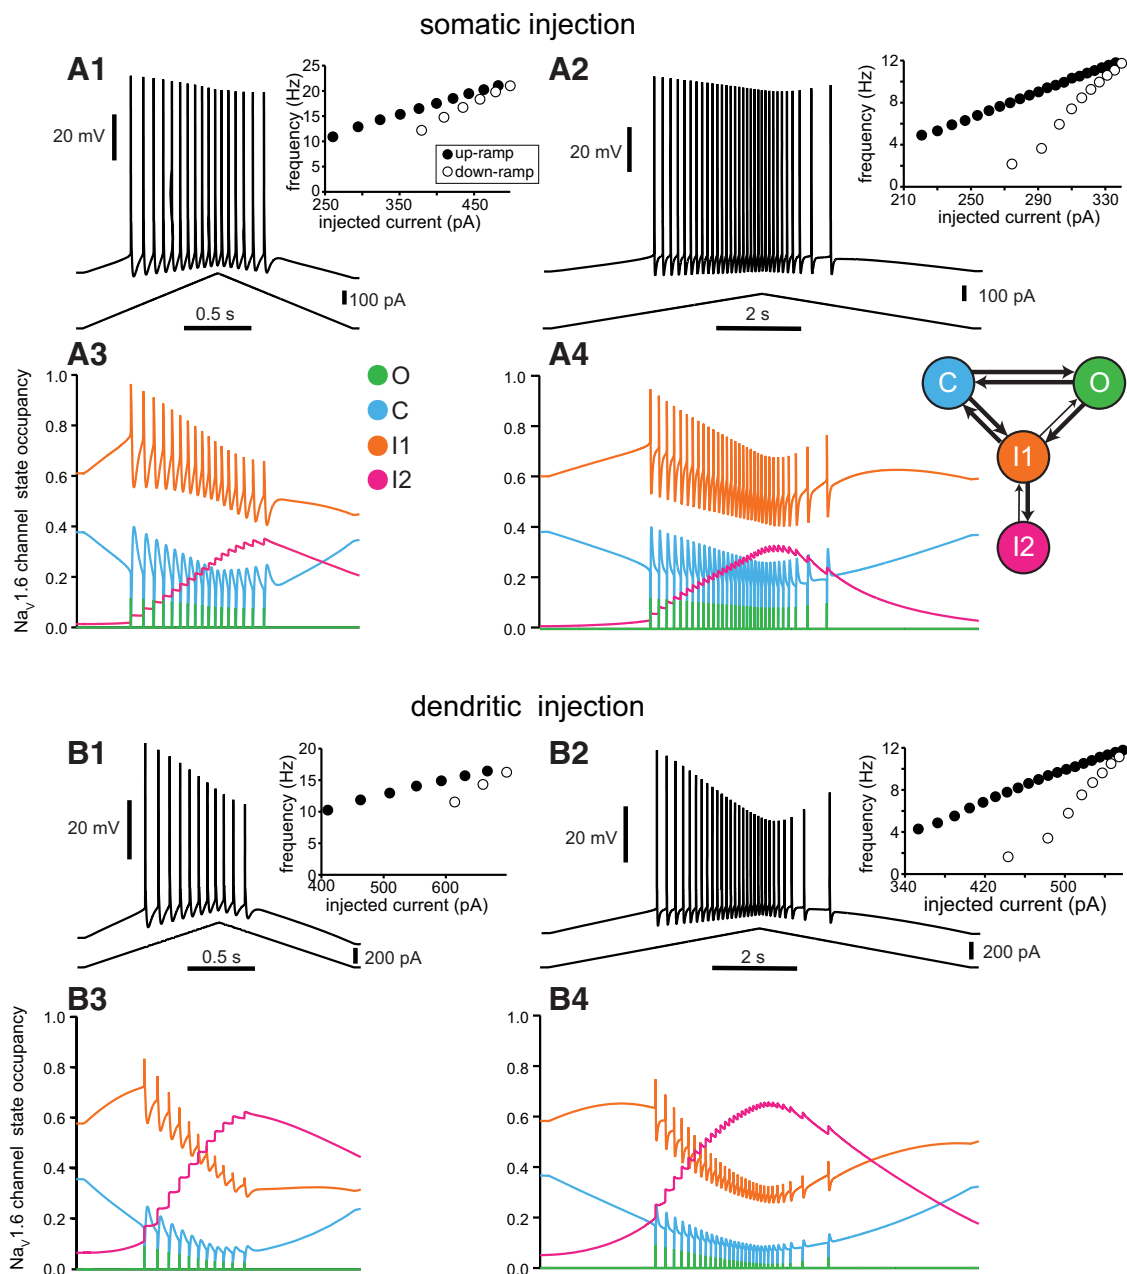 somatic injection
A1
20 mV
frequency (Hz)
25
20
15
10
5
0
250
350
450
injected current (pA)
up-ramp
down-ramp
100 pA
0.5 s
A2
20 mV
frequency (Hz)
12
8
4
0
210
250
290
330
injected current (pA)
100 pA
2 s
A3
NaV1.6 channel state occupancy
1.0
0.8
0.6
0.4
0.2
0.0
O
C
I1
I2
A4
1.0
0.8
0.6
0.4
0.2
0.0
C
O
I1
I2
dendritic injection
B1
20 mV
frequency (Hz)
20
15
10
5
0
400
500
600
injected current (pA)
200 pA
0.5 s
B2
20 mV
frequency (Hz)
12
8
4
0
340
420
500
injected current (pA)
200 pA
2 s
B3
NaV1.6 channel state occupancy
1.0
0.8
0.6
0.4
0.2
0.0
B4
1.0
0.8
0.6
0.4
0.2
0.0